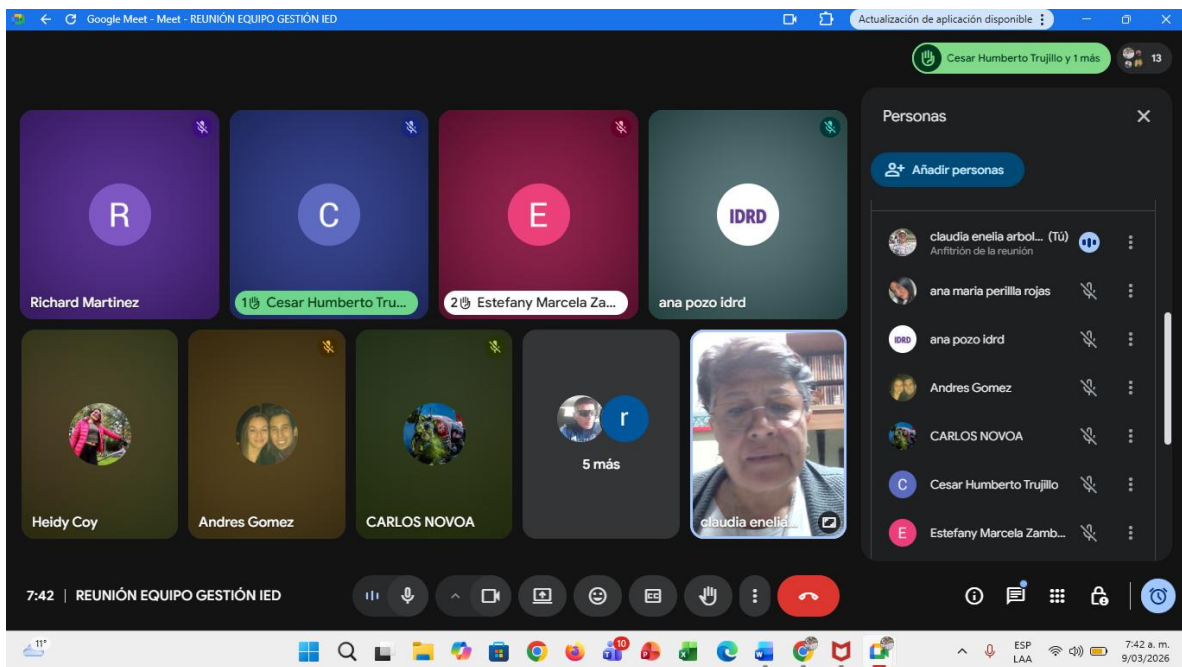 Google Meet - Meet - REUNIÓN EQUIPO GESTIÓN IED
Actualización de aplicación disponible
Cesar Humberto Trujillo y 1 más
13
Personas
Añadir personas
R
Richard Martinez
C
1 Cesar Humberto Tru...
E
2 Estefany Marcela Za...
IDRD
ana pozo idrd
claudia enelia arbol... (Tú)
Anfitrión de la reunión
ana maria perillla rojas
IDRD
ana pozo idrd
Andres Gomez
CARLOS NOVOA
C
Cesar Humberto Trujillo
E
Estefany Marcela Zamb...
Heidy Coy
Andres Gomez
CARLOS NOVOA
r
5 más
claudia enelia
7:42 | REUNIÓN EQUIPO GESTIÓN IED
11°
10
ESP
LAA
7:42 a. m.
9/03/2026